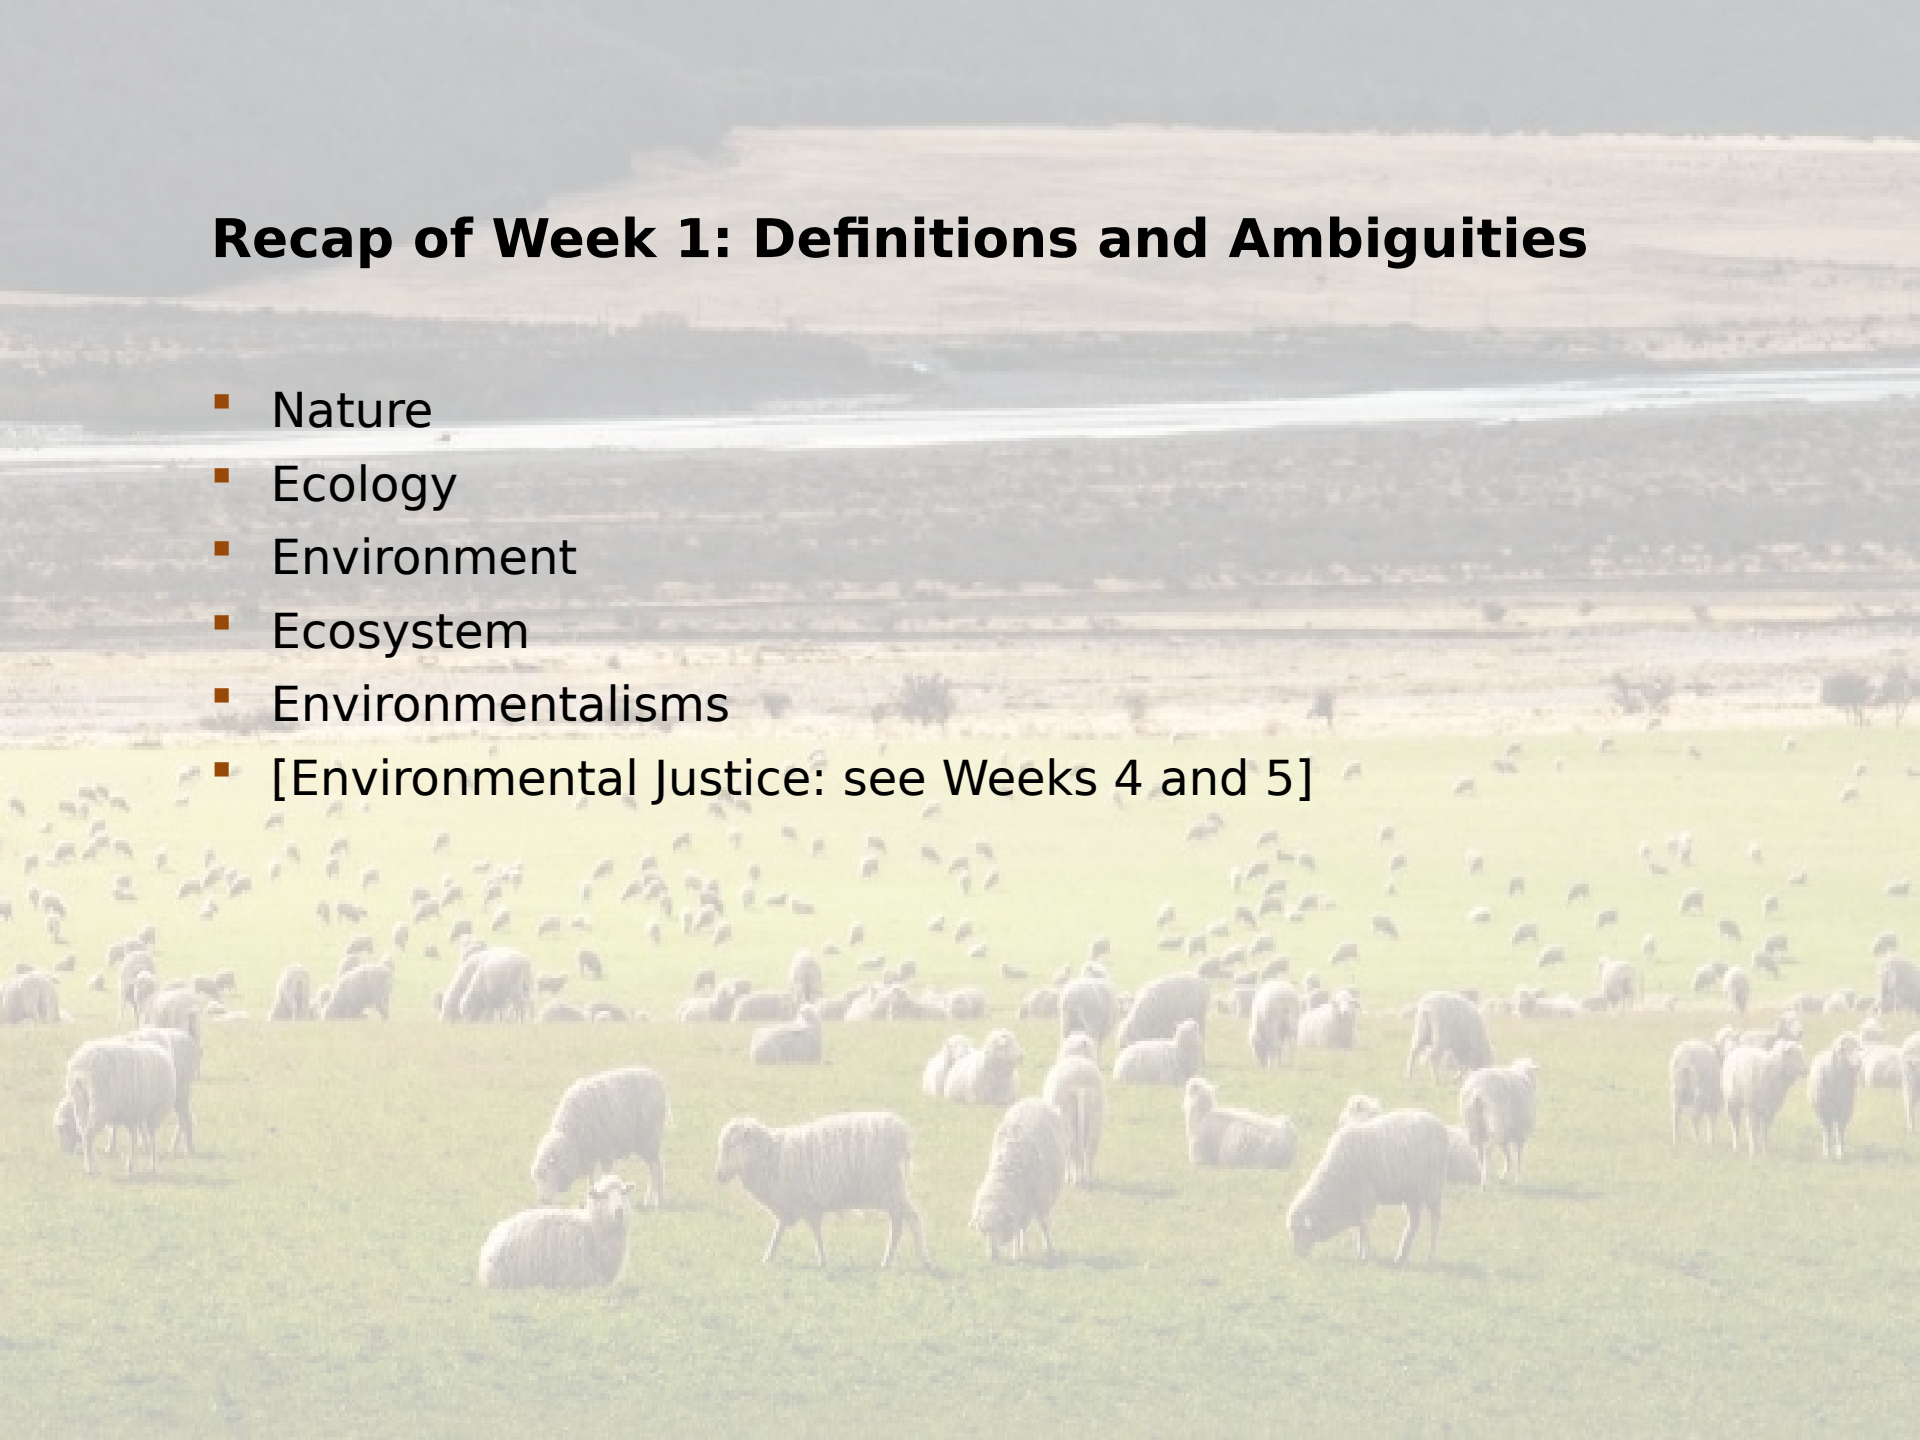 Recap of Week 1: Definitions and Ambiguities
Nature
Ecology
Environment
Ecosystem
Environmentalisms
[Environmental Justice: see Weeks 4 and 5]